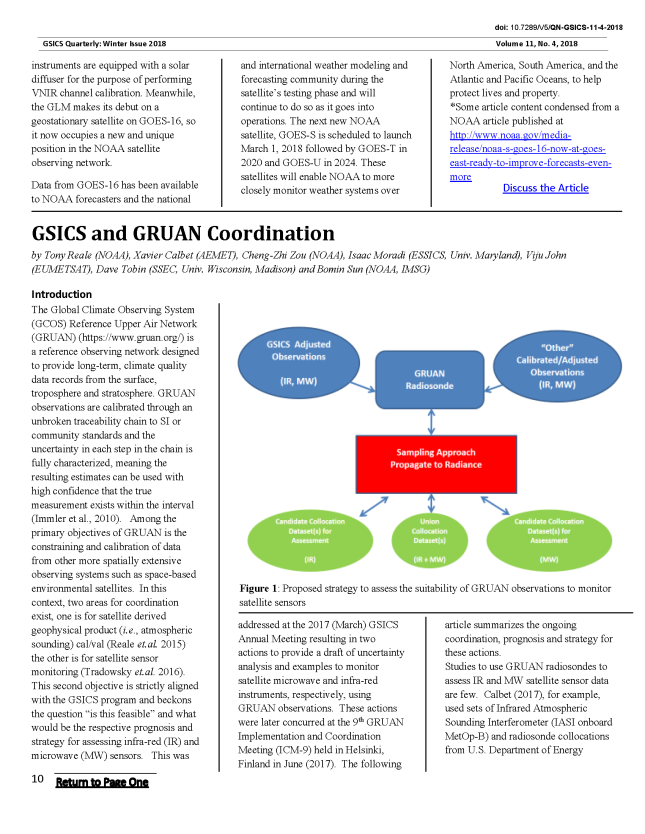 doi: 10.7289/V5/QN-GSICS-11-4-2018
GSICS Quarterly: Winter Issue 2018
Volume 11, No. 4, 2018
instruments are equipped with a solar
diffuser for the purpose of performing
VNIR channel calibration. Meanwhile,
the GLM makes its debut on a
geostationary satellite on GOES-16, so
it now occupies a new and unique
position in the NOAA satellite
observing network.
Data from GOES-16 has been available
to NOAA forecasters and the national
and international weather modeling and
forecasting community during the
satellite's testing phase and will
continue to do so as it goes into
operations. The next new NOAA
satellite, GOES-S is scheduled to launch
March 1, 2018 followed by GOES-T in
2020 and GOES-U in 2024. These
satellites will enable NOAA to more
closely monitor weather systems over
North America, South America, and the
Atlantic and Pacific Oceans, to help
protect lives and property.
*Some article content condensed from a
NOAA article published at
http://www.noaa.gov/media-
release/noaa-s-goes-16-now-at-goes-
east-ready-to-improve-forecasts-even-
more
Discuss the Article
GSICS and GRUAN Coordination
by Tony Reale (NOAA), Xavier Calbet (AEMET), Cheng-Zhi Zou (NOAA), Isaac Moradi (ESSICS, Univ. Maryland), Viju John
(EUMETSAT), Dave Tobin (SSEC, Univ. Wisconsin, Madison) and Bomin Sun (NOAA, IMSG)
Introduction
The Global Climate Observing System
(GCOS) Reference Upper Air Network
(GRUAN) (https://www.gruan.org/) is
a reference observing network designed
to provide long-term, climate quality
data records from the surface,
troposphere and stratosphere. GRUAN
observations are calibrated through an
unbroken traceability chain to SI or
community standards and the
uncertainty in each step in the chain is
fully characterized, meaning the
resulting estimates can be used with
high confidence that the true
measurement exists within the interval
(Immler et al., 2010). Among the
primary objectives of GRUAN is the
constraining and calibration of data
from other more spatially extensive
observing systems such as space-based
environmental satellites. In this
context, two areas for coordination
exist, one is for satellite derived
geophysical product (i.e., atmospheric
sounding) cal/val (Reale et.al. 2015)
the other is for satellite sensor
monitoring (Tradowsky et.al. 2016).
This second objective is strictly aligned
with the GSICS program and beckons
the question "is this feasible" and what
would be the respective prognosis and
strategy for assessing infra-red (IR) and
microwave (MW) sensors. This was
GSICS Adjusted
Observations
(IR, MW)
GRUAN
Radiosonde
"Other"
Calibrated/Adjusted
Observations
(IR, MW)
Sampling Approach
Propagate to Radiance
Candidate Collocation
Dataset(s) for
Assessment
(IR)
Union
Collocation
Dataset(s)
(IR + MW)
Candidate Collocation
Dataset(s) for
Assessment
(MW)
Figure 1: Proposed strategy to assess the suitability of GRUAN observations to monitor
satellite sensors
addressed at the 2017 (March) GSICS
Annual Meeting resulting in two
actions to provide a draft of uncertainty
analysis and examples to monitor
satellite microwave and infra-red
instruments, respectively, using
GRUAN observations. These actions
were later concurred at the 9th GRUAN
Implementation and Coordination
Meeting (ICM-9) held in Helsinki,
Finland in June (2017). The following
article summarizes the ongoing
coordination, prognosis and strategy for
these actions.
Studies to use GRUAN radiosondes to
assess IR and MW satellite sensor data
are few. Calbet (2017), for example,
used sets of Infrared Atmospheric
Sounding Interferometer (IASI onboard
MetOp-B) and radiosonde collocations
from U.S. Department of Energy
10
Return to Page One